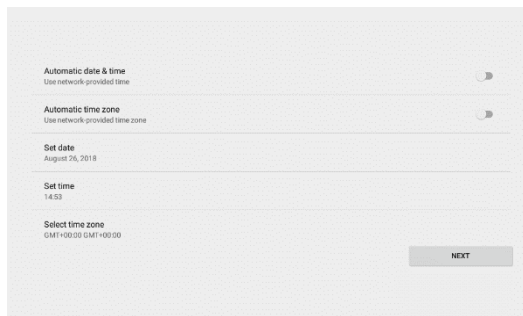 Automatic date & time
Use network-provided time
Automatic time zone
Use network-provided time zone
Set date
August 26, 2018
Set time
14:53
Select time zone
GMT+00:00 GMT+00:00
NEXT